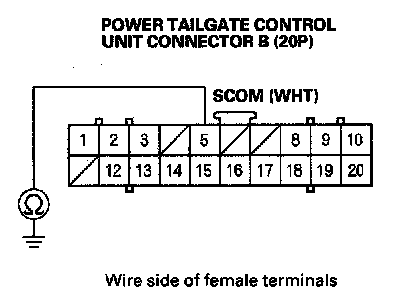 POWER TAILGATE CONTROL
UNIT CONNECTOR B (20P)
SCOM (WHT)
1 2 3 5 8 9 10
12 13 14 15 16 17 18 19 20
Ω
Wire side of female terminals